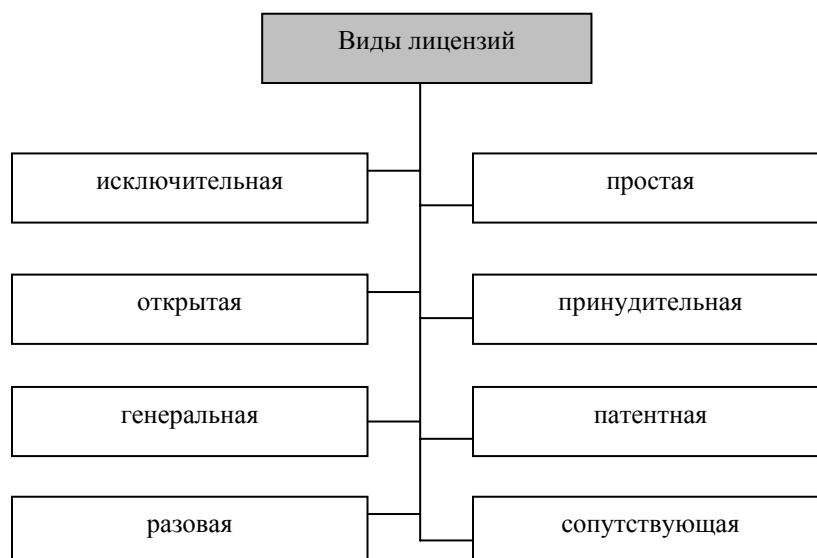 Виды лицензий
исключительная
простая
открытая
принудительная
генеральная
патентная
разовая
сопутствующая